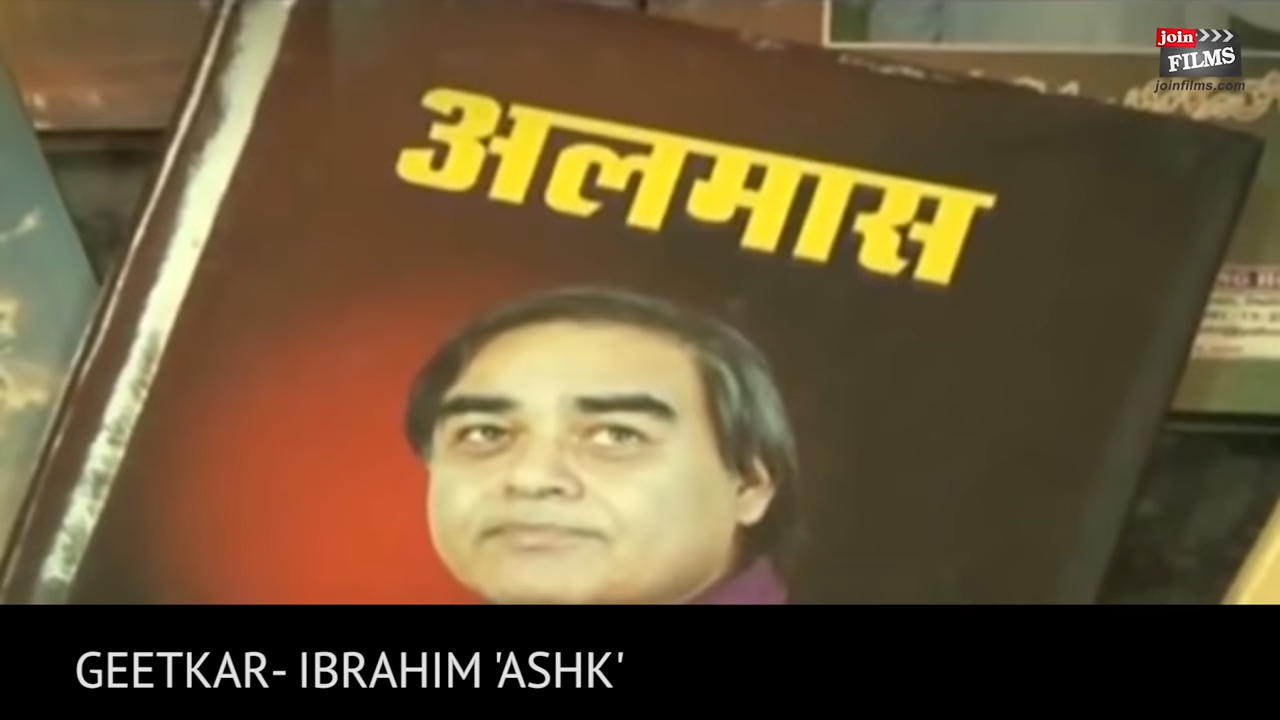 join
FILMS
joinfilms.com
अलमास
GEETKAR- IBRAHIM 'ASHK'